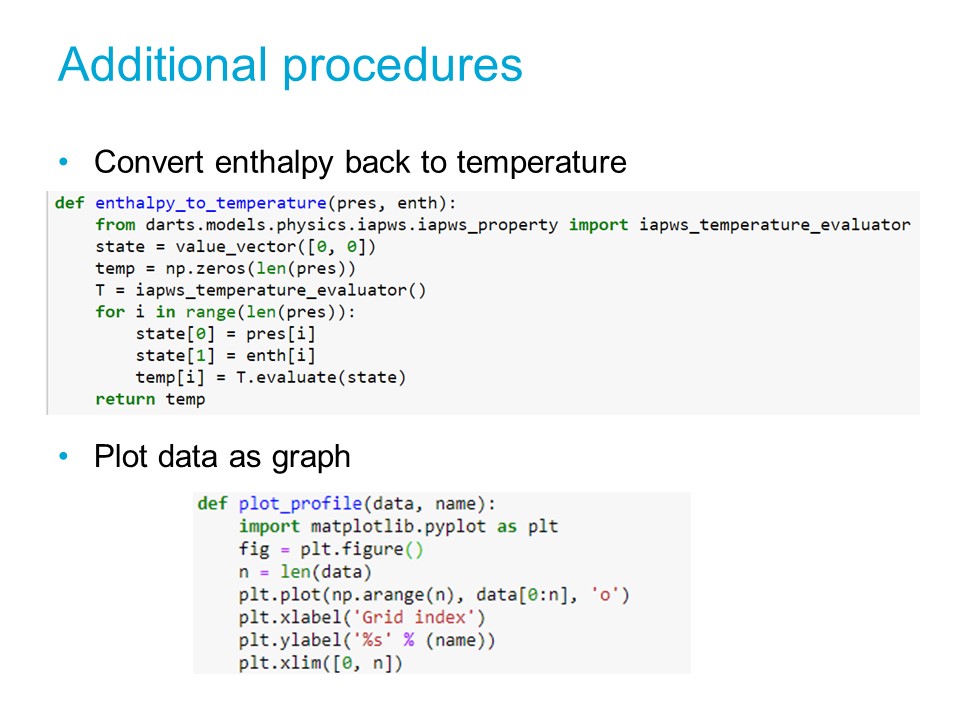 Additional procedures
• Convert enthalpy back to temperature
def enthalpy_to_temperature(pres, enth):
    from darts.models.physics.iapws.iapws_property import iapws_temperature_evaluator
    state = value_vector([0, 0])
    temp = np.zeros(len(pres))
    T = iapws_temperature_evaluator()
    for i in range(len(pres)):
        state[0] = pres[i]
        state[1] = enth[i]
        temp[i] = T.evaluate(state)
    return temp
• Plot data as graph
def plot_profile(data, name):
    import matplotlib.pyplot as plt
    fig = plt.figure()
    n = len(data)
    plt.plot(np.arange(n), data[0:n], 'o')
    plt.xlabel('Grid index')
    plt.ylabel('%s' % (name))
    plt.xlim([0, n])